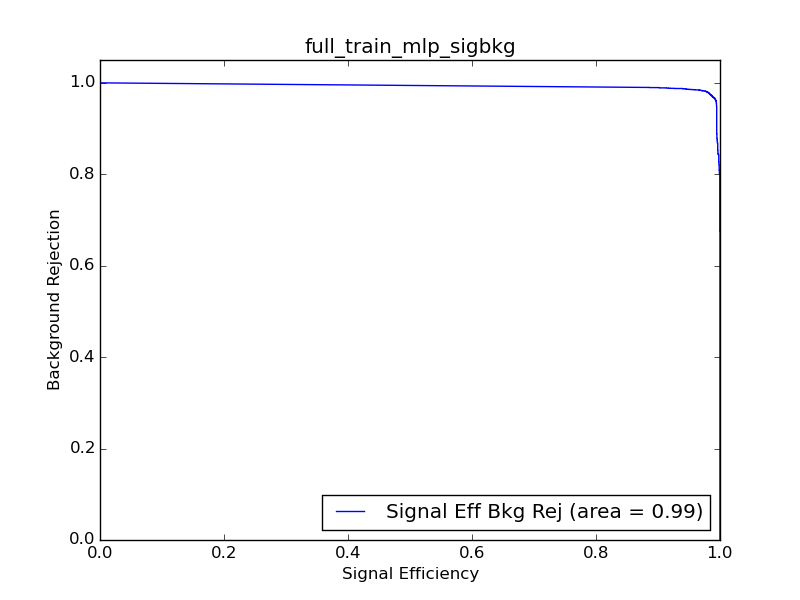 full_train_mlp_sigbkg
1.0
0.8
0.6
0.4
0.2
0.0
Background Rejection
Signal Eff Bkg Rej (area = 0.99)
0.0 0.2 0.4 0.6 0.8 1.0
Signal Efficiency